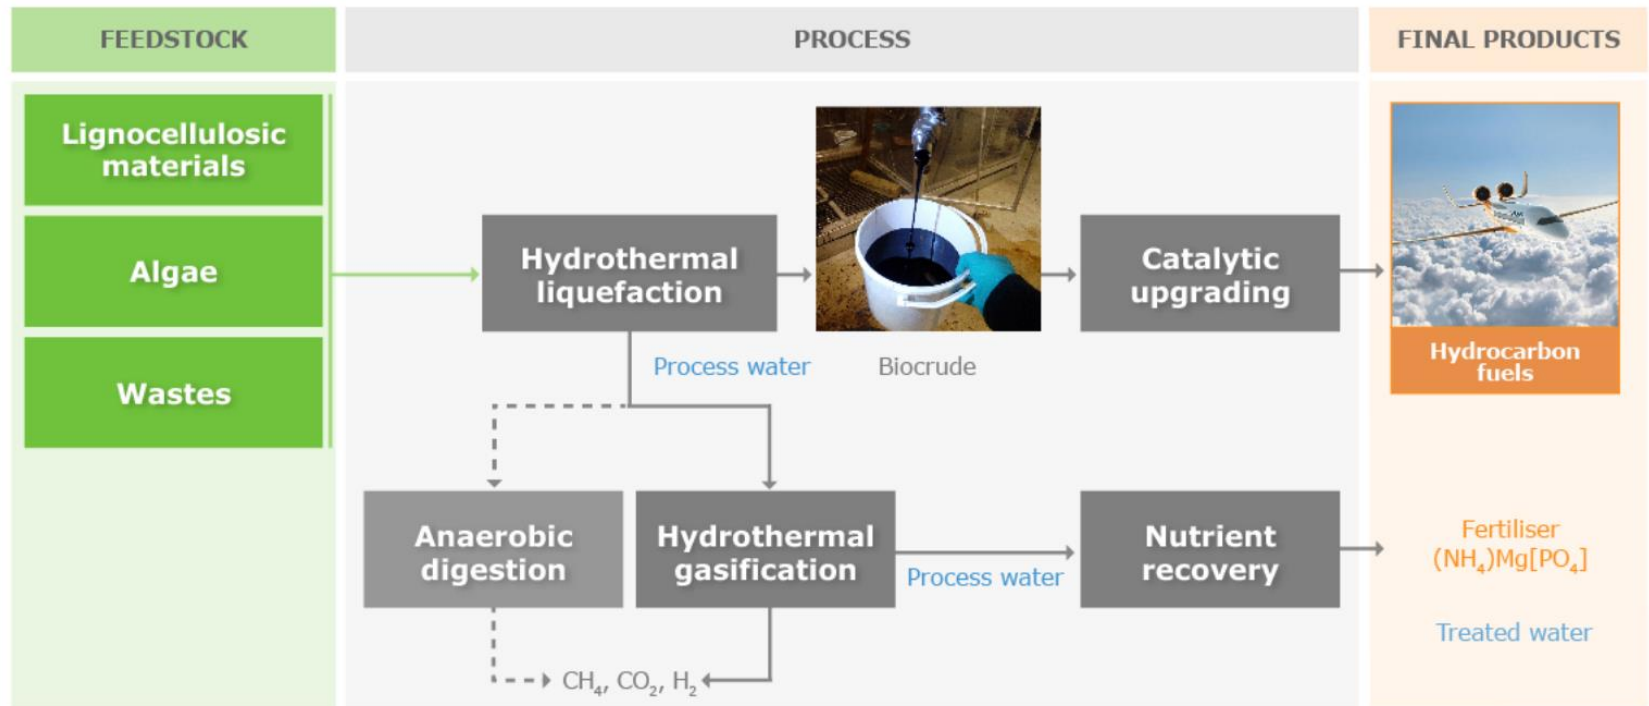 FEEDSTOCK
PROCESS
FINAL PRODUCTS
Lignocellulosic
materials
Algae
Wastes
Hydrothermal
liquefaction
Catalytic
upgrading
Process water
Biocrude
Hydrocarbon
fuels
Anaerobic
digestion
Hydrothermal
gasification
Process water
Nutrient
recovery
Fertiliser
(NH₄)Mg[PO₄]
Treated water
CH₄, CO₂, H₂